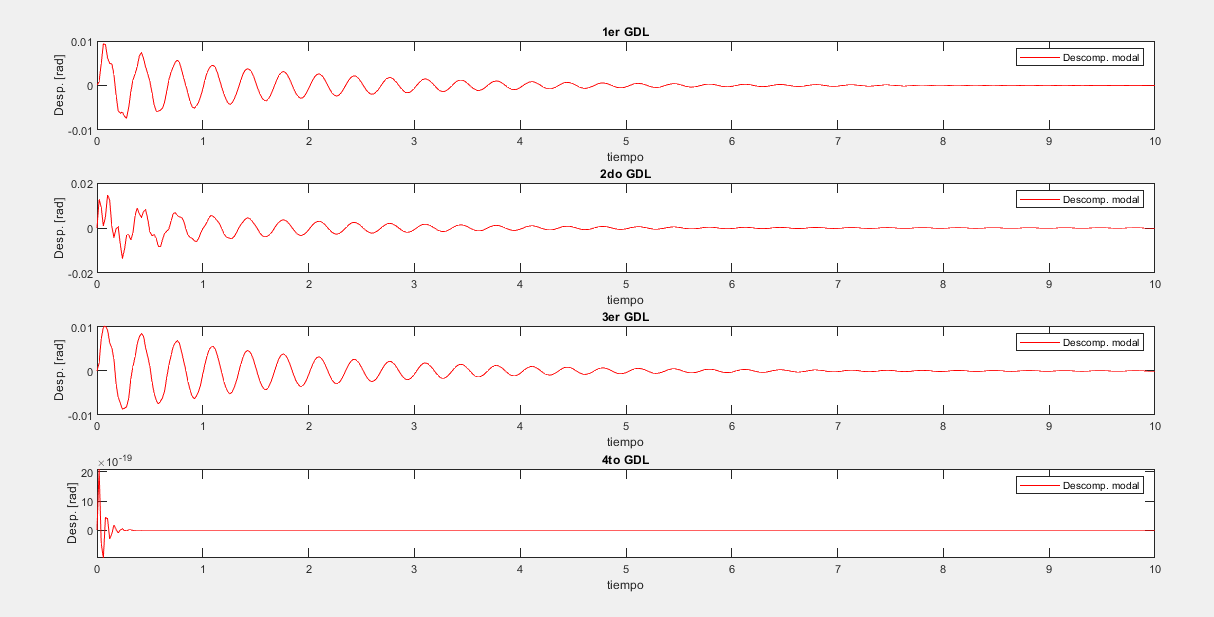 1er GDL
0.01
0
-0.01
Desp. [rad]
Descomp. modal
0 1 2 3 4 5 6 7 8 9 10
tiempo
2do GDL
0.02
0
-0.02
Desp. [rad]
Descomp. modal
0 1 2 3 4 5 6 7 8 9 10
tiempo
3er GDL
0.01
0
-0.01
Desp. [rad]
Descomp. modal
0 1 2 3 4 5 6 7 8 9 10
tiempo
4to GDL
×10^-19
20
10
0
Desp. [rad]
Descomp. modal
0 1 2 3 4 5 6 7 8 9 10
tiempo